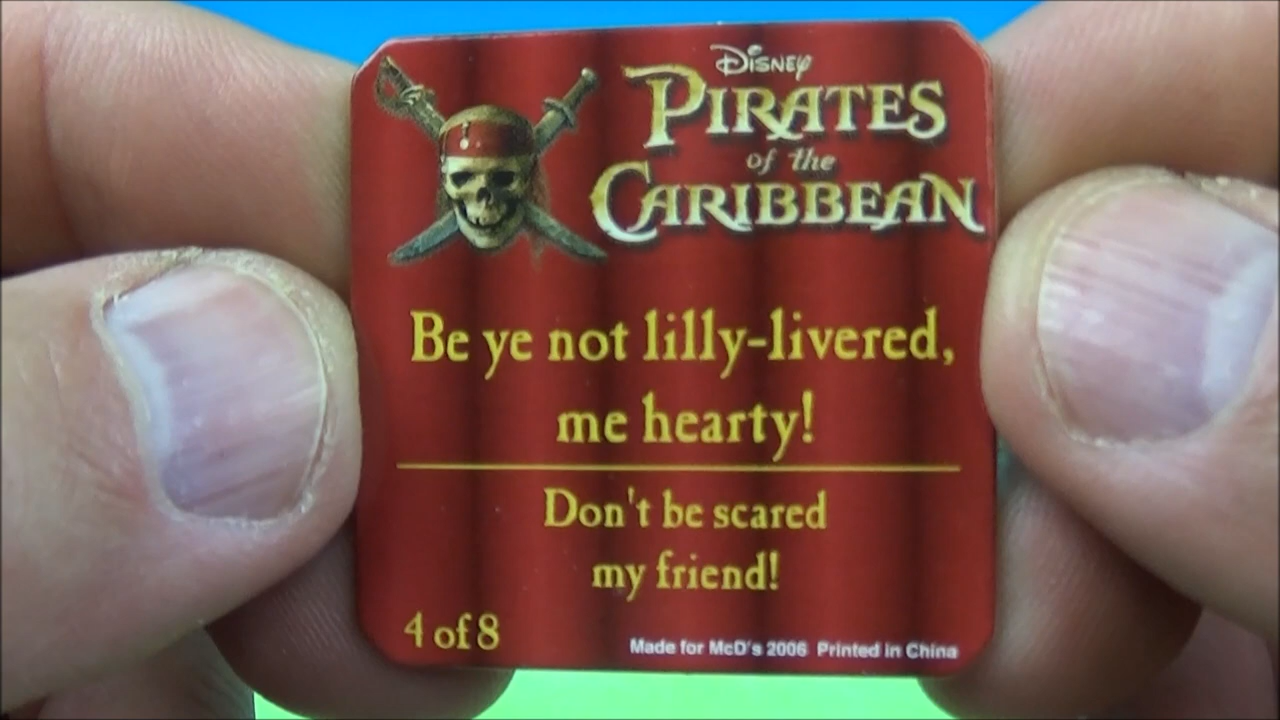 Disney
Pirates
of the
Caribbean
Be ye not lilly-livered,
me hearty!
Don't be scared
my friend!
4 of 8
Made for McD's 2006 Printed in China